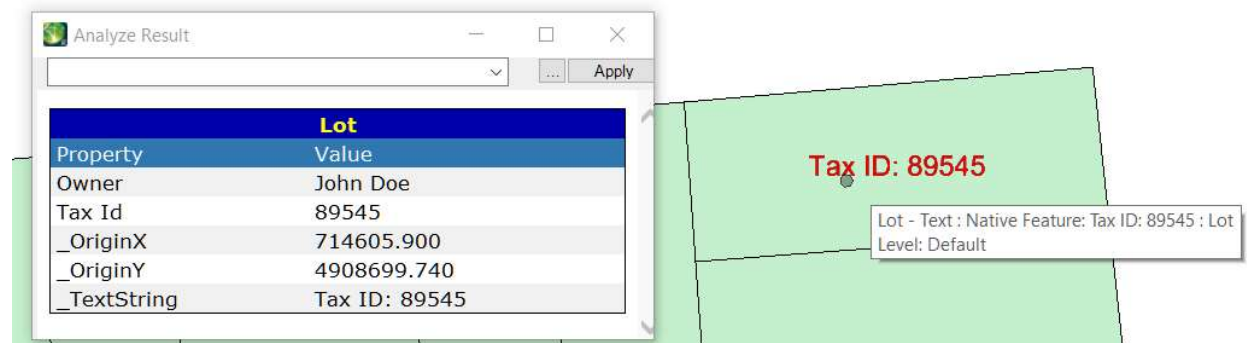 Analyze Result
... Apply
Lot
Property Value
Owner John Doe
Tax Id 89545
_OriginX 714605.900
_OriginY 4908699.740
_TextString Tax ID: 89545
Tax ID: 89545
Lot - Text : Native Feature: Tax ID: 89545 : Lot
Level: Default